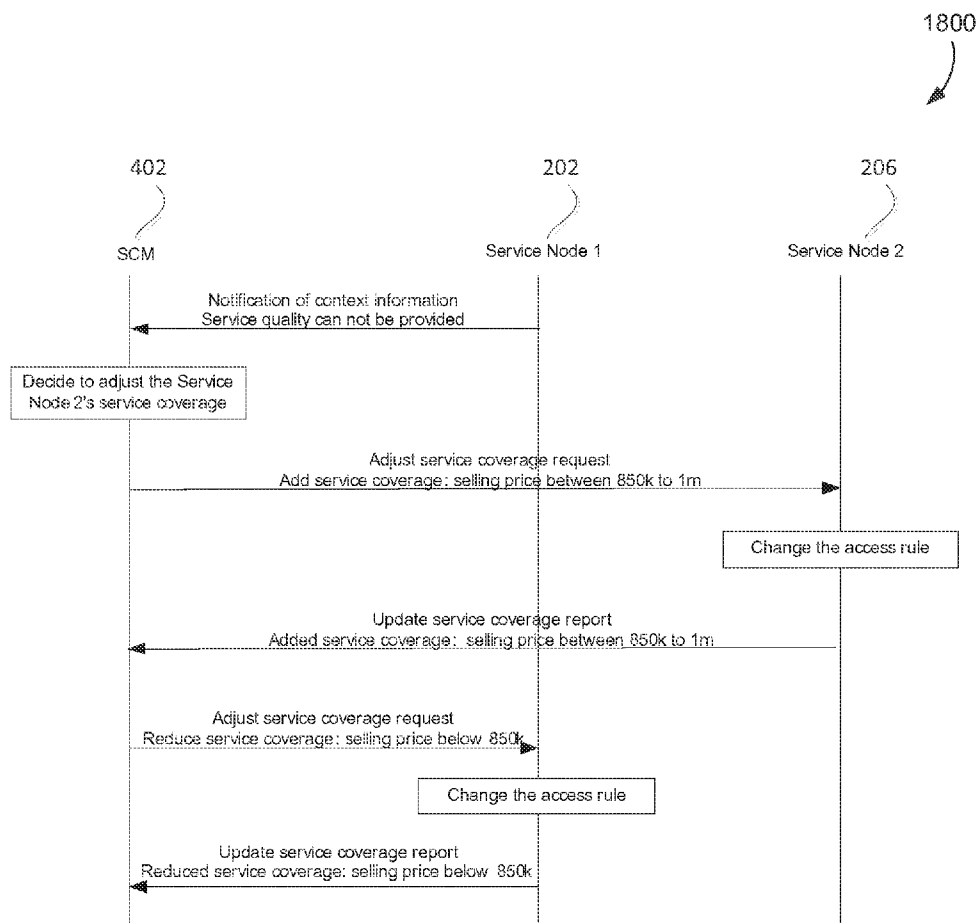 1800
402
202
206
SCM
Service Node 1
Service Node 2
Notification of context information
Service quality can not be provided
Decide to adjust the Service
Node 2's service coverage
Adjust service coverage request
Add service coverage: selling price between 850k to 1m
Change the access rule
Update service coverage report
Added service coverage: selling price between 850k to 1m
Adjust service coverage request
Reduce service coverage: selling price below 850k
Change the access rule
Update service coverage report
Reduced service coverage: selling price below 850k